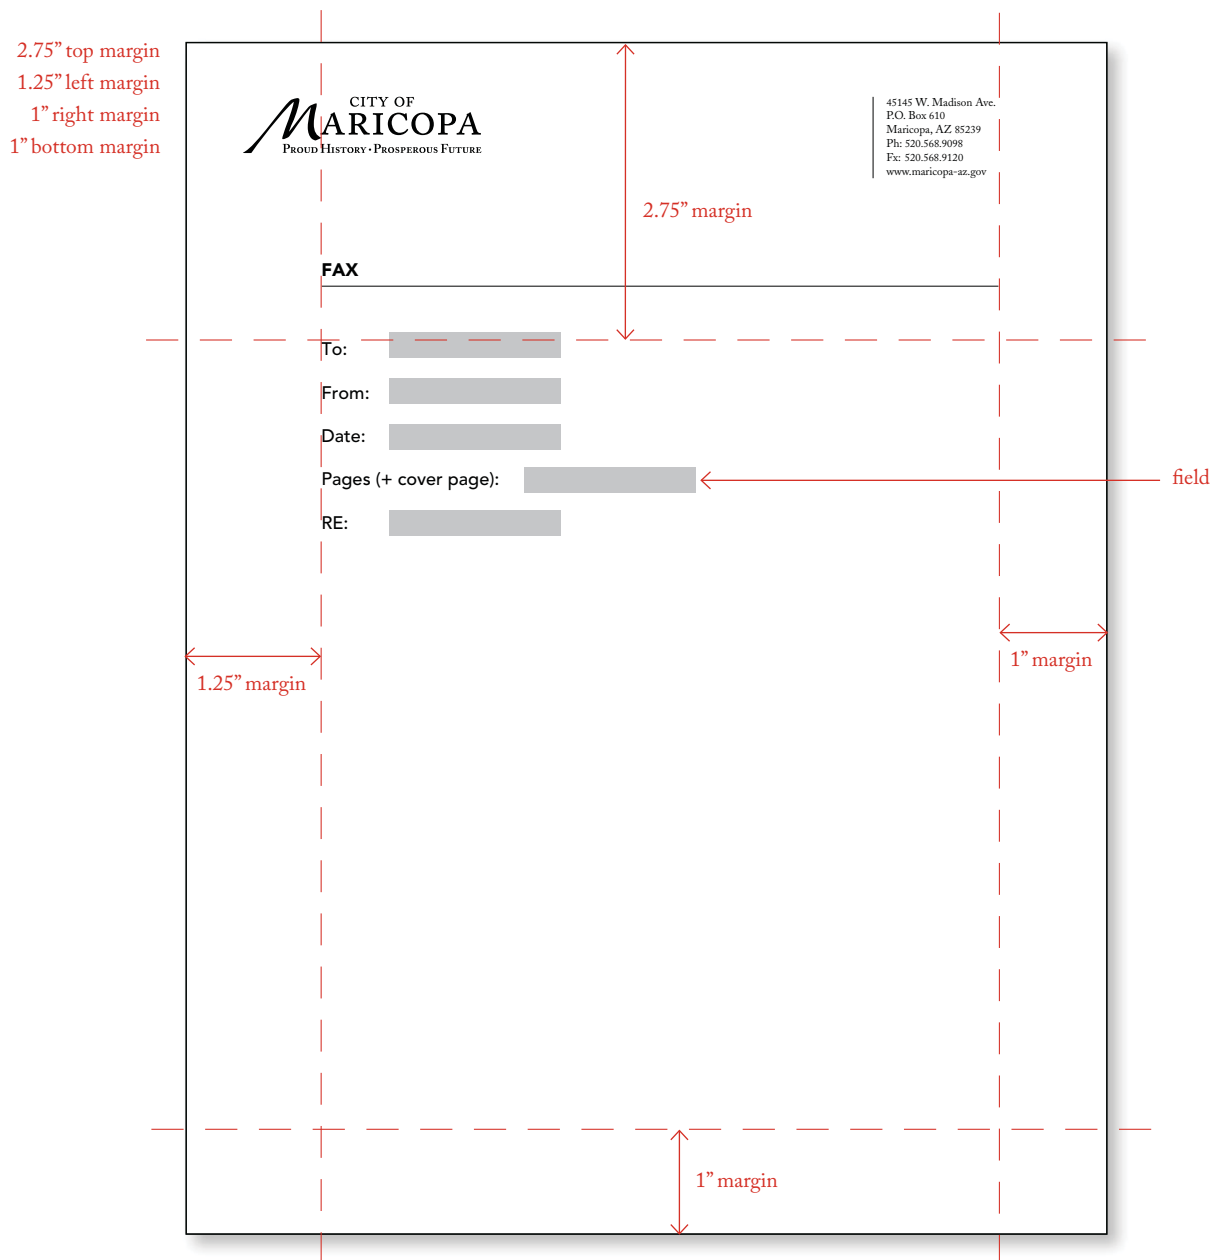 2.75” top margin
1.25” left margin
1” right margin
1” bottom margin
CITY OF
MARICOPA
PROUD HISTORY · PROSPEROUS FUTURE
45145 W. Madison Ave.
P.O. Box 610
Maricopa, AZ 85239
Ph: 520.568.9098
Fx: 520.568.9120
www.maricopa-az.gov
2.75” margin
FAX
To:
From:
Date:
Pages (+ cover page):
field
RE:
1” margin
1.25” margin
1” margin